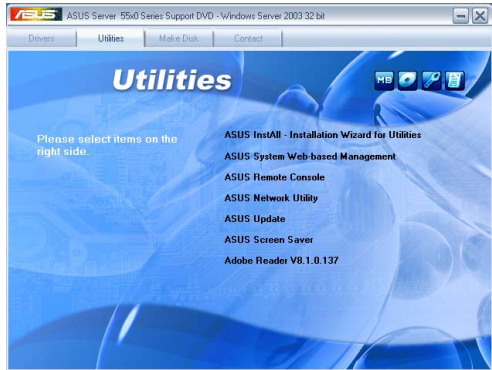 ASUS ASUS Server 55x0 Series Support DVD - Windows Server 2003 32 bit
Drivers Utilities Make Disk Contact
Utilities
MB
Please select items on the
right side.
ASUS InstAll - Installation Wizard for Utilities
ASUS System Web-based Management
ASUS Remote Console
ASUS Network Utility
ASUS Update
ASUS Screen Saver
Adobe Reader V8.1.0.137